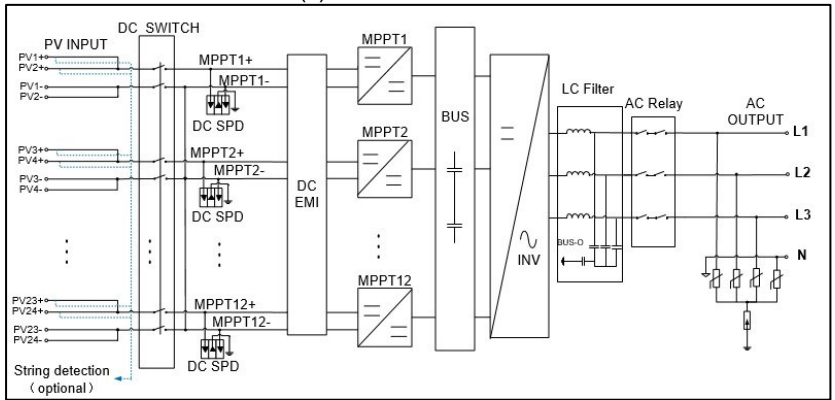 DC SWITCH
PV INPUT
PV1+
PV2+
PV1-
PV2-
MPPT1+
MPPT1-
DC SPD
PV3+
PV4+
PV3-
PV4-
MPPT2+
MPPT2-
DC SPD
PV23+
PV24+
PV23-
PV24-
MPPT12+
MPPT12-
DC SPD
String detection
( optional )
DC
EMI
MPPT1
MPPT2
MPPT12
BUS
INV
LC Filter
BUS-O
AC Relay
AC
OUTPUT
L1
L2
L3
N